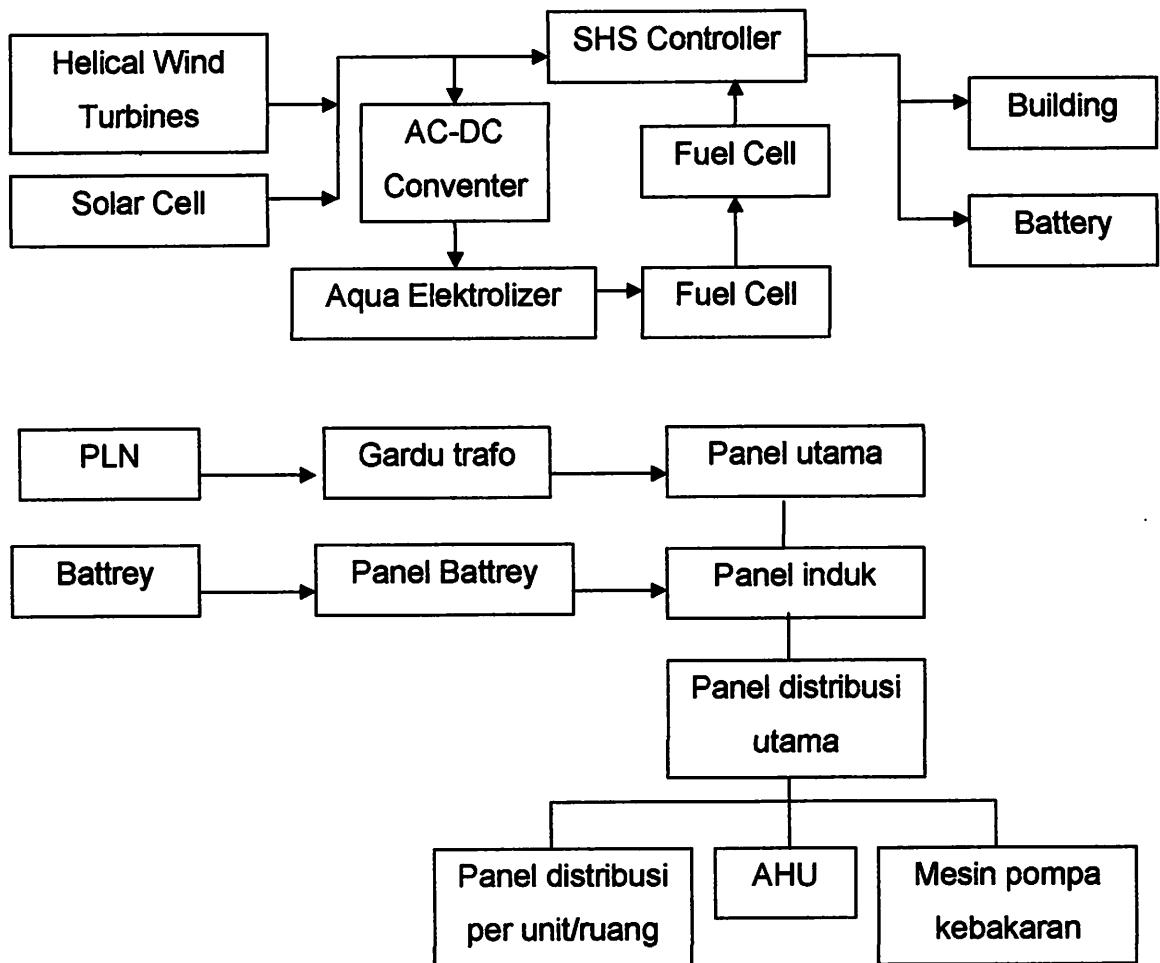 SHS Controller
Helical Wind
Turbines
Building
AC-DC
Conventer
Fuel Cell
Solar Cell
Battery
Aqua Elektrolizer
Fuel Cell
PLN
Gardu trafo
Panel utama
Battrey
Panel Battrey
Panel induk
Panel distribusi
utama
Panel distribusi
per unit/ruang
AHU
Mesin pompa
kebakaran